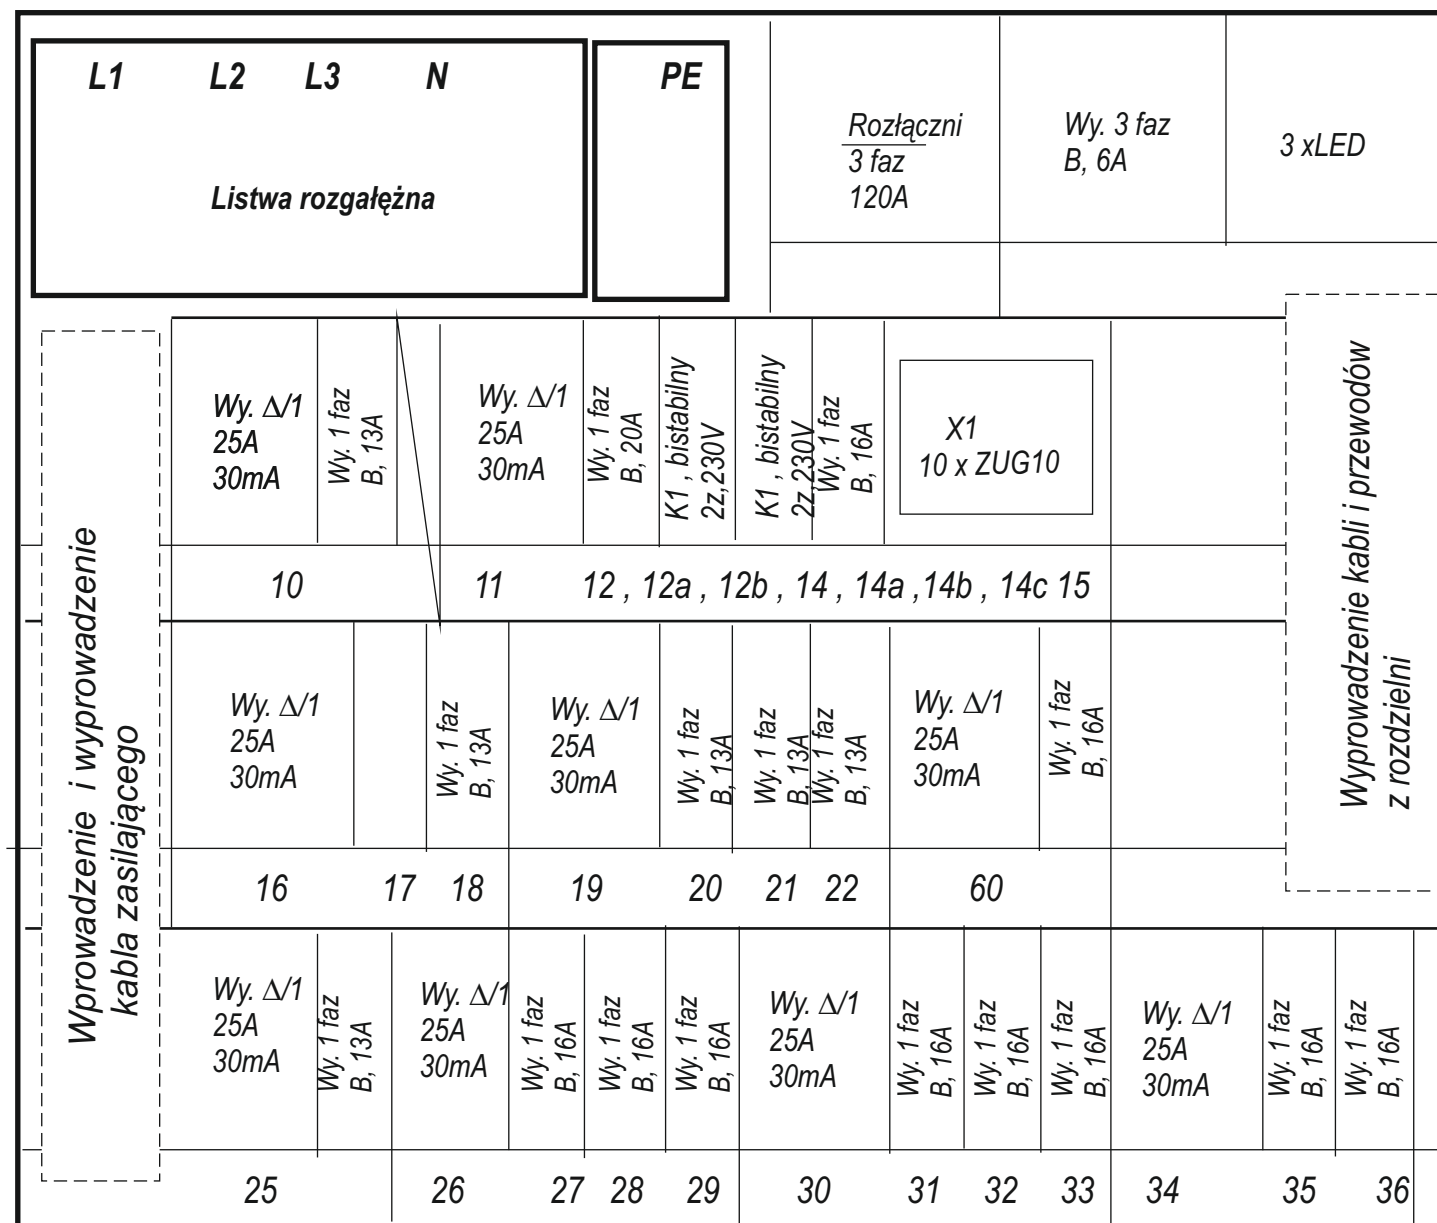 L1 L2 L3 N
PE
Listwa rozgałężna
Rozłączni
3 faz
120A
Wy. 3 faz
B, 6A
3 xLED
Wprowadzenie i wyprowadzenie
kabla zasilającego
Wyprowadzenie kabli i przewodów
z rozdzielni
Wy. Δ/1
25A
30mA
Wy. 1 faz
B, 13A
Wy. Δ/1
25A
30mA
Wy. 1 faz
B, 20A
K1 , bistabilny
2z,230V
K1 , bistabilny
2z,230V
Wy. 1 faz
B, 16A
X1
10 x ZUG10
10 11 12 , 12a , 12b , 14 , 14a ,14b , 14c 15
Wy. Δ/1
25A
30mA
Wy. 1 faz
B, 13A
Wy. Δ/1
25A
30mA
Wy. 1 faz
B, 13A
Wy. 1 faz
B, 13A
Wy. 1 faz
B, 13A
Wy. Δ/1
25A
30mA
Wy. 1 faz
B, 16A
16 17 18 19 20 21 22 60
Wy. Δ/1
25A
30mA
Wy. 1 faz
B, 13A
Wy. Δ/1
25A
30mA
Wy. 1 faz
B, 16A
Wy. 1 faz
B, 16A
Wy. 1 faz
B, 16A
Wy. Δ/1
25A
30mA
Wy. 1 faz
B, 16A
Wy. 1 faz
B, 16A
Wy. 1 faz
B, 16A
Wy. Δ/1
25A
30mA
Wy. 1 faz
B, 16A
Wy. 1 faz
B, 16A
25 26 27 28 29 30 31 32 33 34 35 36